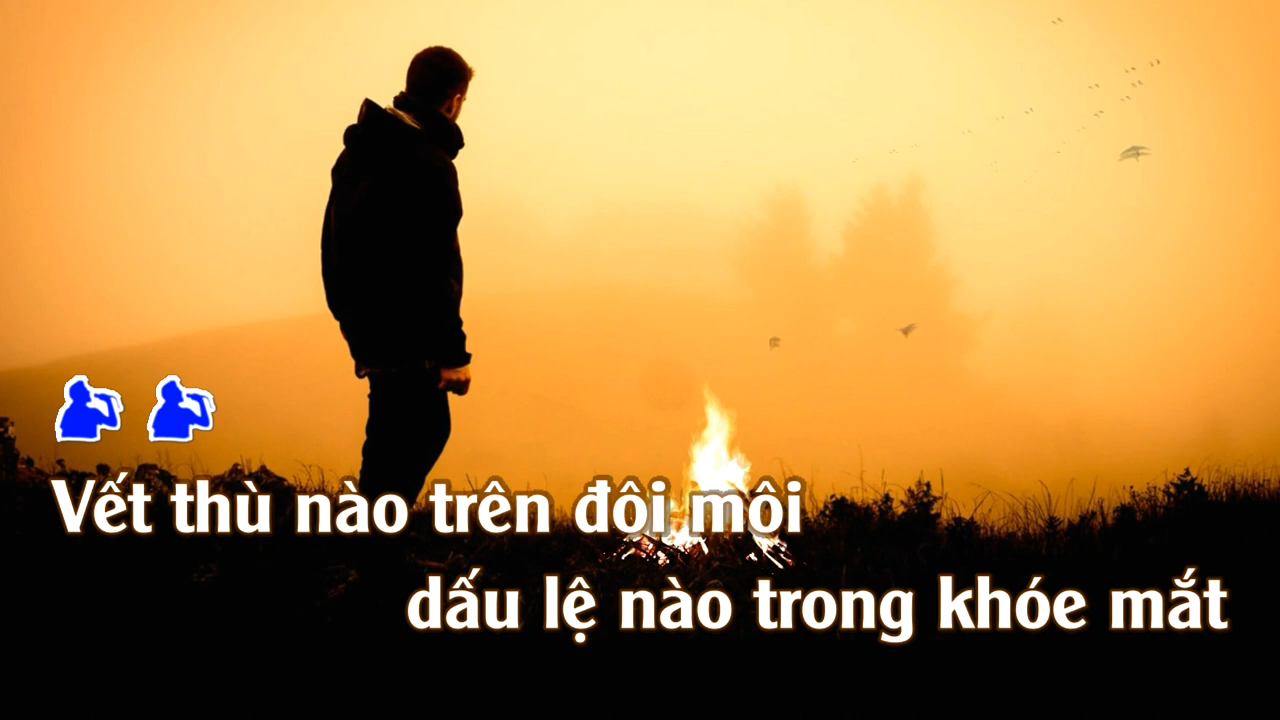 Vết thù nào trên đôi môi
dấu lệ nào trong khóe mắt